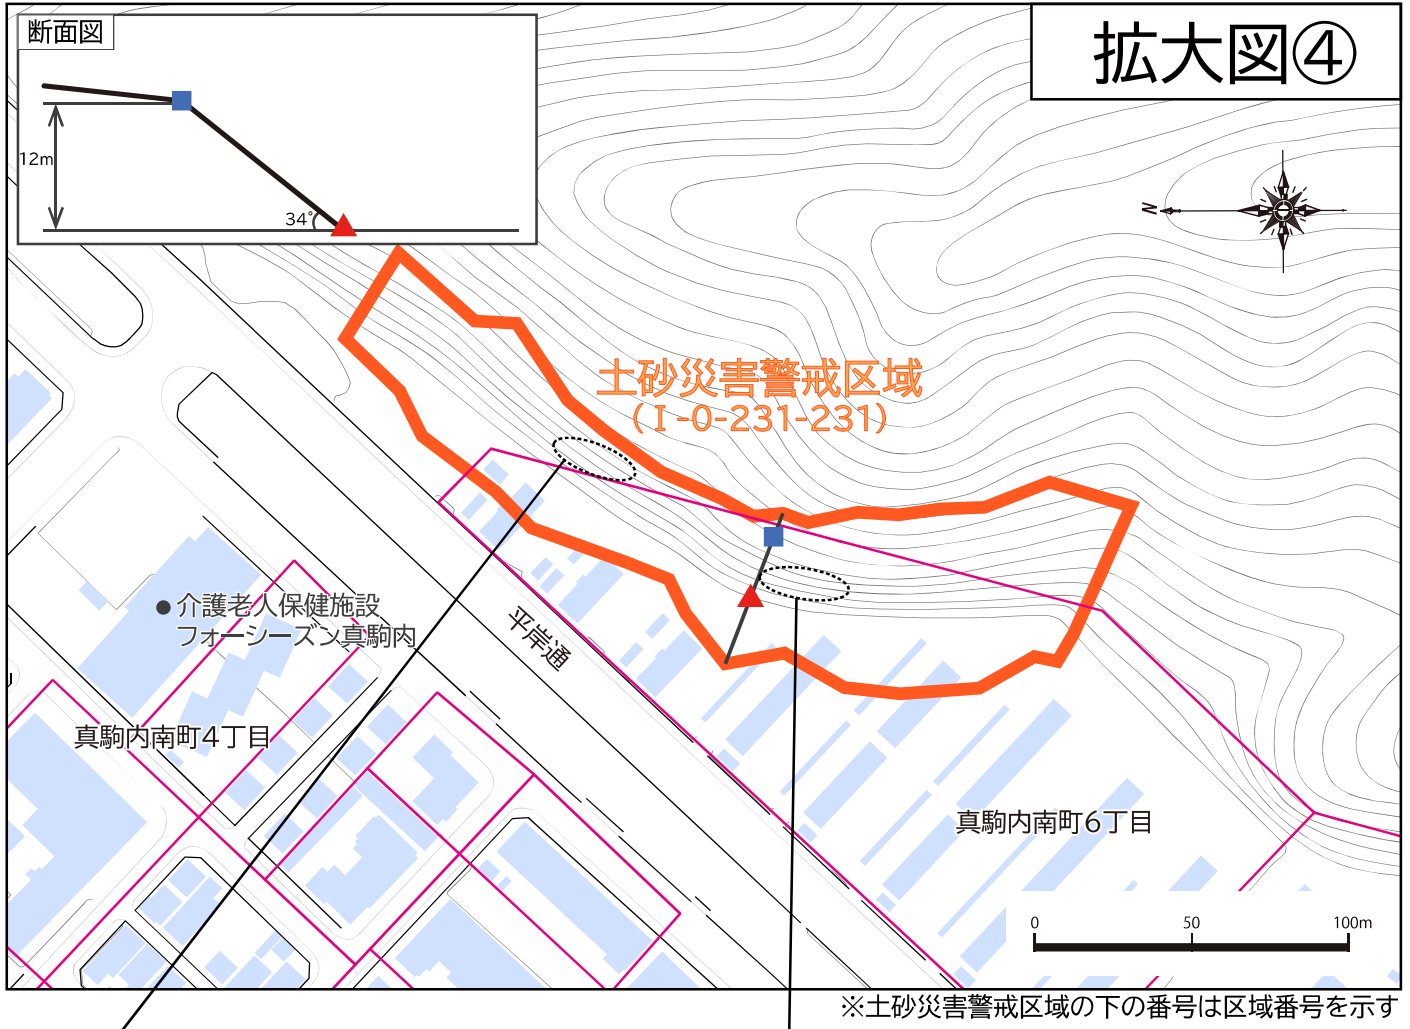 断面図
12m
34°
拡大図④
N
土砂災害警戒区域
（Ⅰ-0-231-231）
介護老人保健施設
フォーシーズン真駒内
平岸通
真駒内南町4丁目
真駒内南町6丁目
0 50 100m
※土砂災害警戒区域の下の番号は区域番号を示す